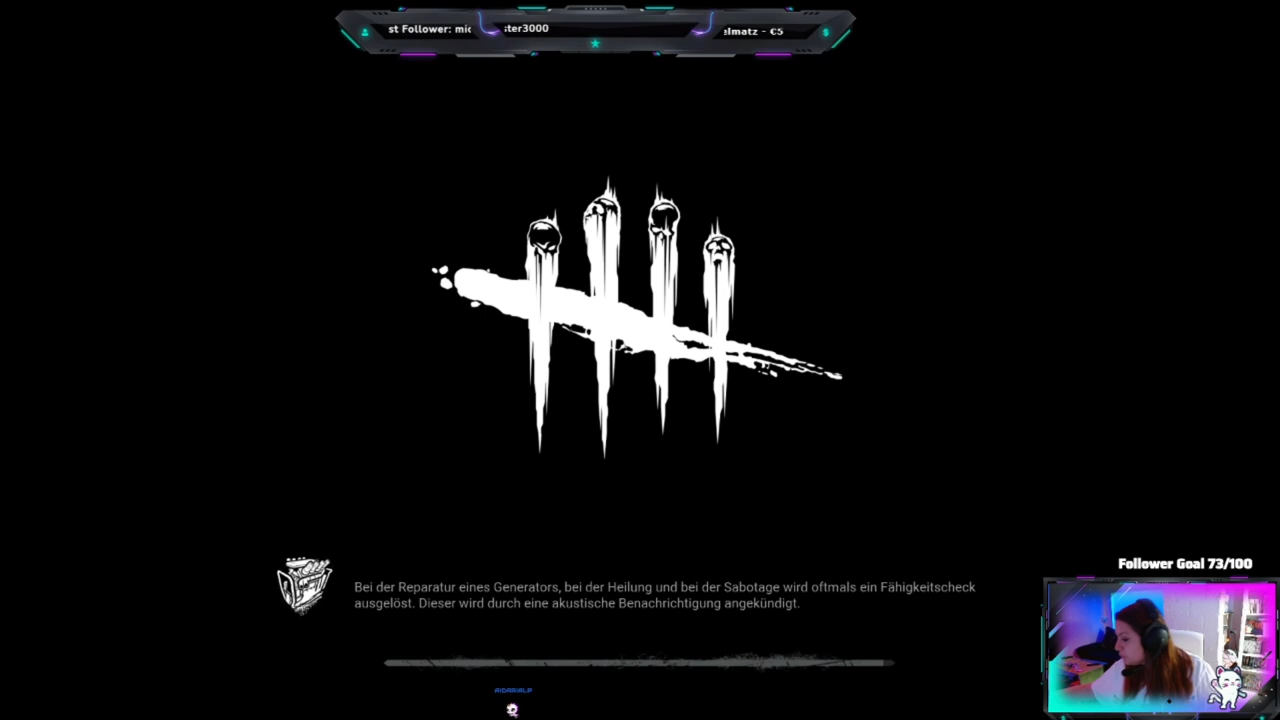 st Follower: mic
ster3000
elmatz - €5
Bei der Reparatur eines Generators, bei der Heilung und bei der Sabotage wird oftmals ein Fähigkeitscheck
ausgelöst. Dieser wird durch eine akustische Benachrichtigung angekündigt.
Follower Goal 73/100
AIDARIALP